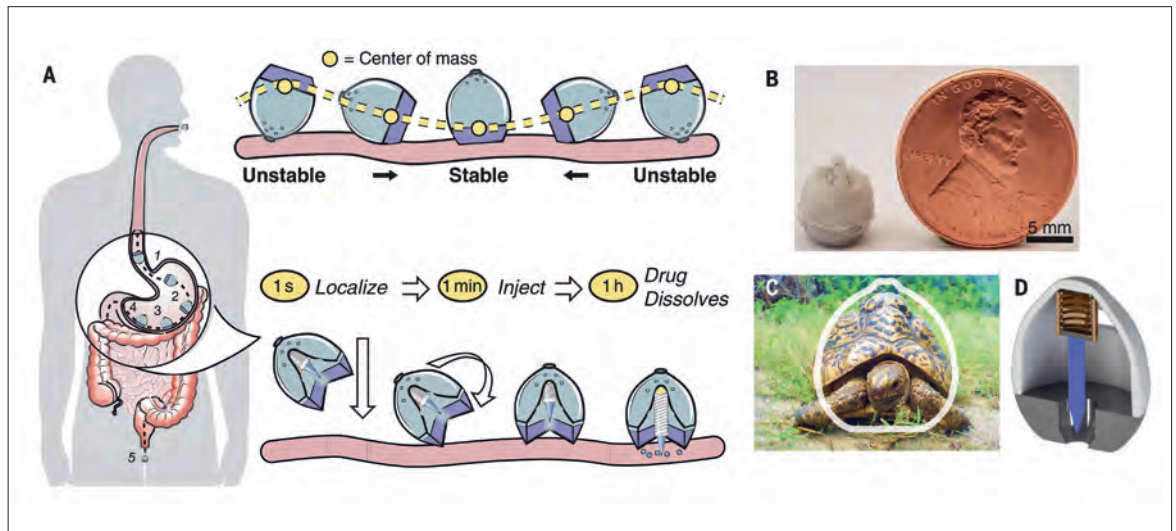 A
= Center of mass
Unstable
Stable
Unstable
1 s
Localize
1 min
Inject
1 h
Drug
Dissolves
1
2
3
4
5
B
IN GOD WE TRUST
LIBERTY
5 mm
C
D